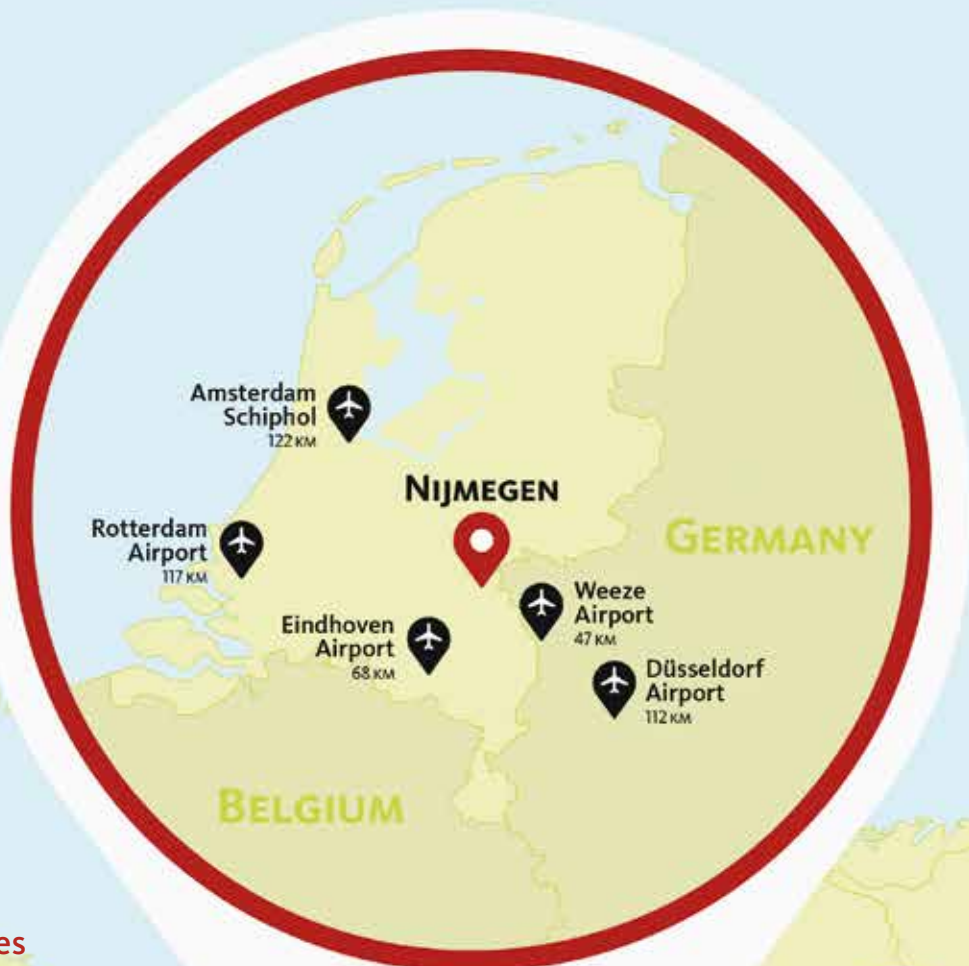 Amsterdam
Schiphol
122 KM
NIJMEGEN
Rotterdam
Airport
117 KM
GERMANY
Weeze
Airport
47 KM
Eindhoven
Airport
68 KM
Düsseldorf
Airport
112 KM
BELGIUM
es